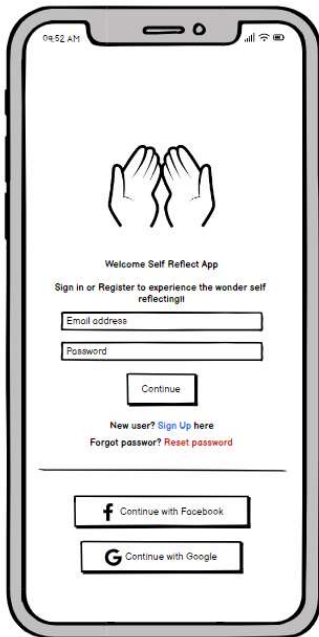 09:52 AM
Welcome Self Reflect App
Sign in or Register to experience the wonder self
reflecting!!
Email address
Password
Continue
New user? Sign Up here
Forgot passwor? Reset password
Continue with Facebook
Continue with Google